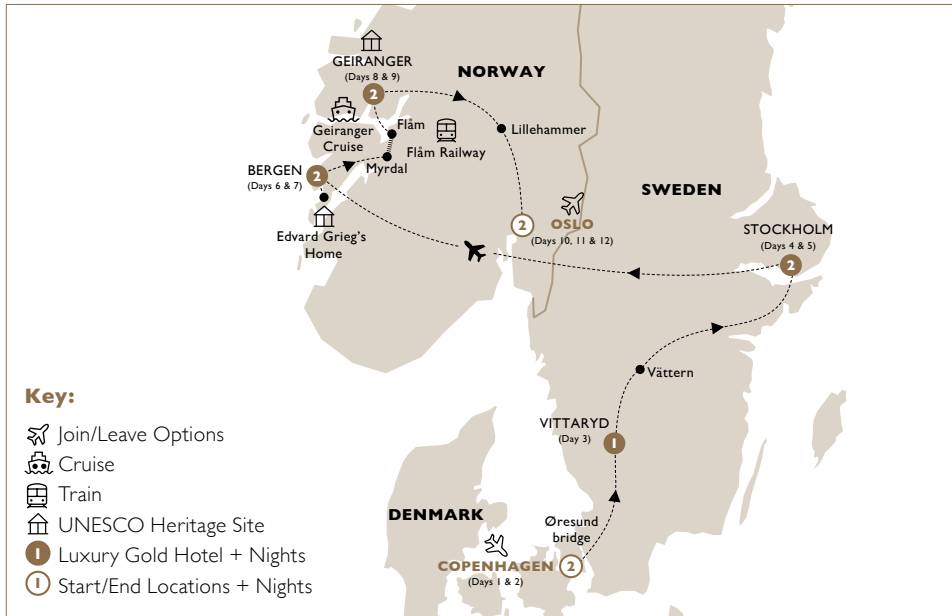 GEIRANGER
(Days 8 & 9)
2
NORWAY
Geiranger
Cruise
Flåm
Flåm Railway
Lillehammer
Myrdal
BERGEN
(Days 6 & 7)
2
Edvard Grieg's
Home
2
OSLO
(Days 10, 11 & 12)
SWEDEN
STOCKHOLM
(Days 4 & 5)
2
Vättern
VITTARYD
(Day 3)
1
DENMARK
Øresund
bridge
COPENHAGEN
(Days 1 & 2)
2
Key:
Join/Leave Options
Cruise
Train
UNESCO Heritage Site
1 Luxury Gold Hotel + Nights
1 Start/End Locations + Nights